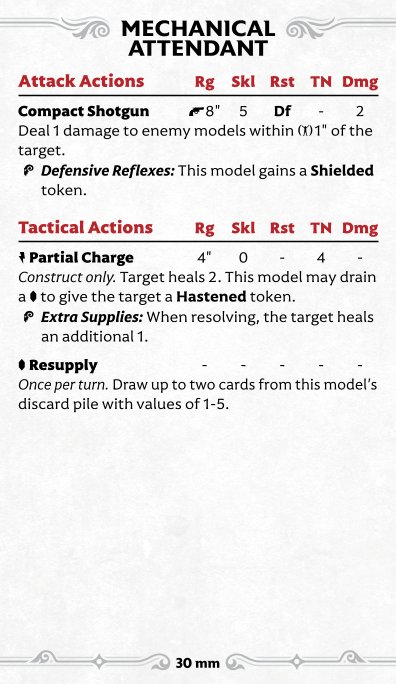 MECHANICAL
ATTENDANT
Attack Actions Rg Skl Rst TN Dmg
Compact Shotgun 8" 5 Df - 2
Deal 1 damage to enemy models within 1" of the
target.
Defensive Reflexes: This model gains a Shielded
token.
Tactical Actions Rg Skl Rst TN Dmg
Partial Charge 4" 0 - 4 -
Construct only. Target heals 2. This model may drain
a to give the target a Hastened token.
Extra Supplies: When resolving, the target heals
an additional 1.
Resupply - - - - -
Once per turn. Draw up to two cards from this model's
discard pile with values of 1-5.
30 mm